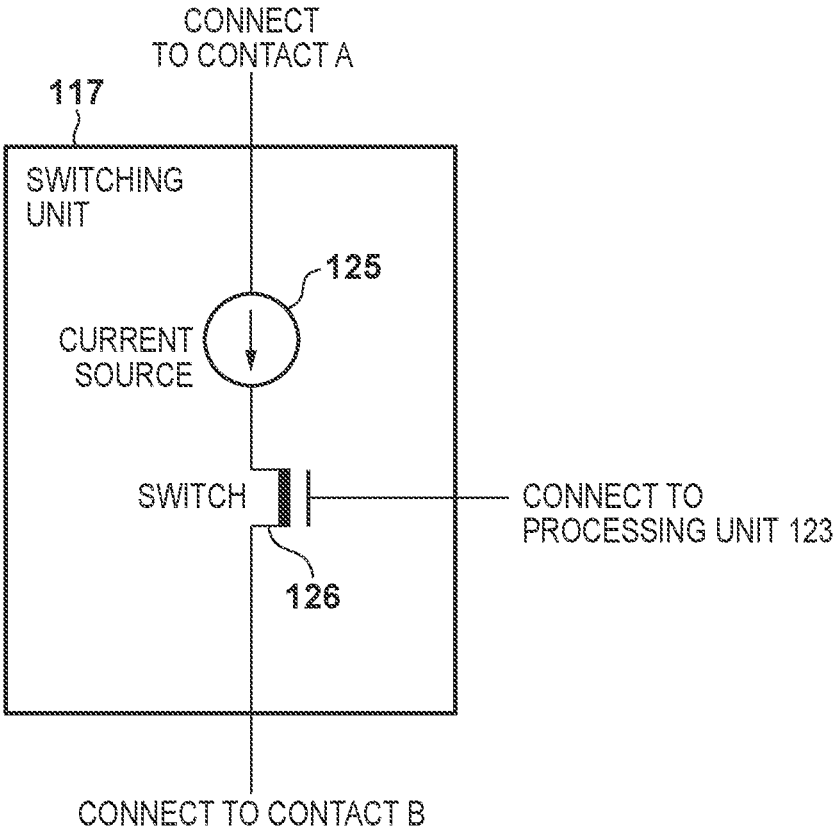 CONNECT
TO CONTACT A
117
SWITCHING
UNIT
125
CURRENT
SOURCE
SWITCH
CONNECT TO
PROCESSING UNIT 123
126
CONNECT TO CONTACT B